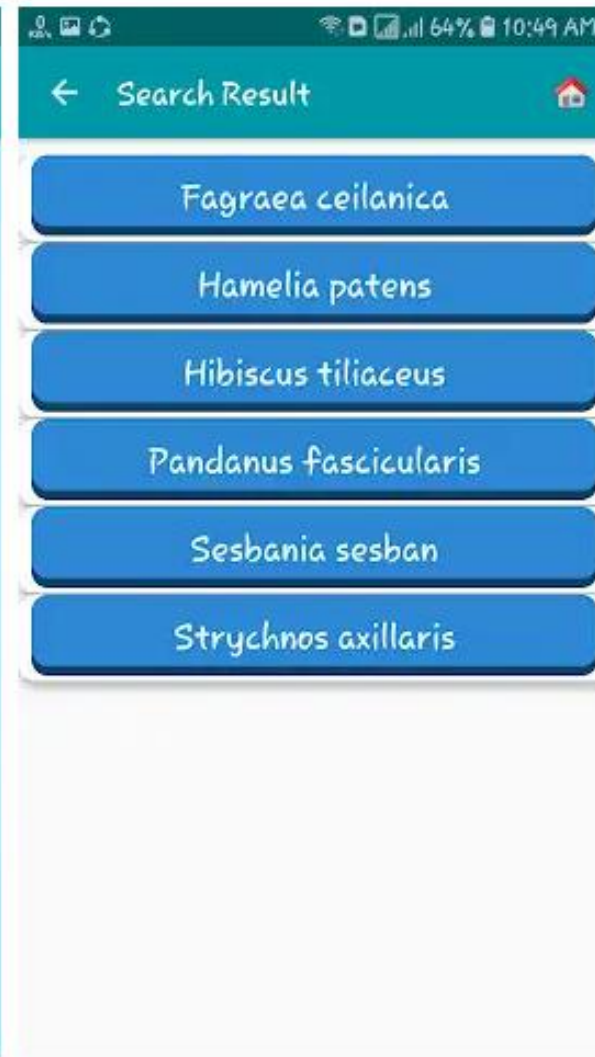 64% 10:49 AM
Search Result
Fagraea ceilanica
Hamelia patens
Hibiscus tiliaceus
Pandanus fascicularis
Sesbania sesban
Strychnos axillaris